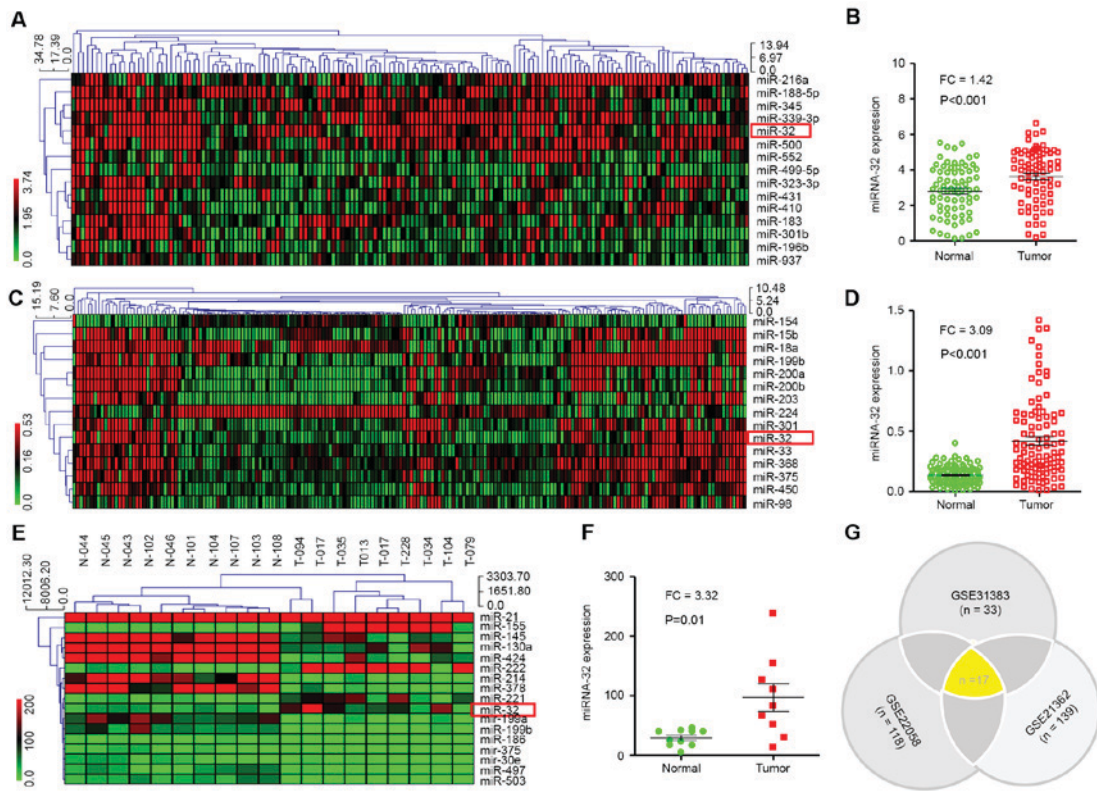 A
34.78
17.39
0.0
13.94
6.97
0.0
miR-216a
miR-188-5p
miR-345
miR-339-3p
miR-32
miR-500
miR-552
miR-499-5p
miR-323-3p
miR-431
miR-410
miR-183
miR-301b
miR-196b
miR-937
3.74
1.95
0.0
B
FC = 1.42
P<0.001
miRNA-32 expression
10
8
6
4
2
0
Normal
Tumor
C
15.19
7.60
0.0
10.48
5.24
0.0
miR-154
miR-15b
miR-18a
miR-199b
miR-200a
miR-200b
miR-203
miR-224
miR-301
miR-32
miR-33
miR-368
miR-375
miR-450
miR-98
0.53
0.16
0.0
D
FC = 3.09
P<0.001
miRNA-32 expression
1.5
1.0
0.5
0.0
Normal
Tumor
E
N-044
N-045
N-043
N-102
N-046
N-101
N-104
N-107
N-103
N-108
T-094
T-017
T-035
T013
T-017
T-228
T-034
T-104
T-079
12012.30
8006.20
0.0
3303.70
1651.80
0.0
miR-21
miR-155
miR-145
miR-130a
miR-424
miR-222
miR-214
miR-378
miR-221
miR-32
mir-199a
miR-199b
miR-186
mir-375
mir-30e
miR-497
miR-503
200
100
0.0
F
FC = 3.32
P=0.01
miRNA-32 expression
300
200
100
0
Normal
Tumor
G
GSE31383
(n = 33)
n =17
GSE22058
(n = 118)
GSE21362
(n = 139)